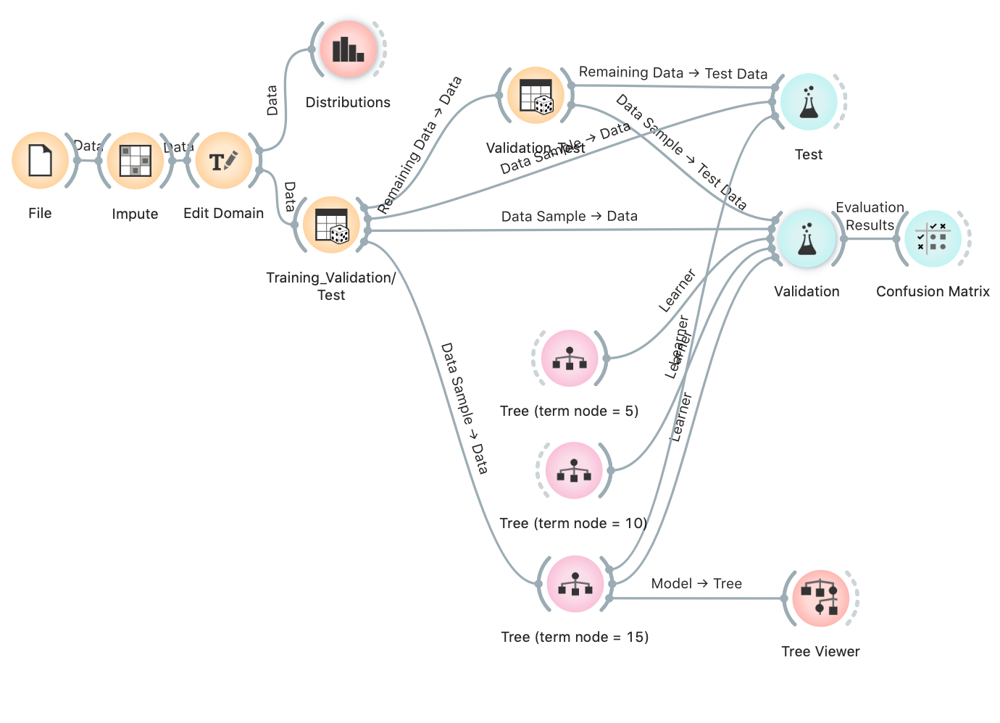 Distributions
Data
Remaining Data → Data
Validation_Test
Remaining Data → Test Data
Data Sample → Test Data
Test
Data
Data
File
Impute
Edit Domain
Data
Data Sample → Data
Data Sample → Data
Training_Validation/
Test
Evaluation
Results
Validation
Confusion Matrix
Learner
Learner
Learner
Learner
Data Sample → Data
Tree (term node = 5)
Tree (term node = 10)
Model → Tree
Tree (term node = 15)
Tree Viewer